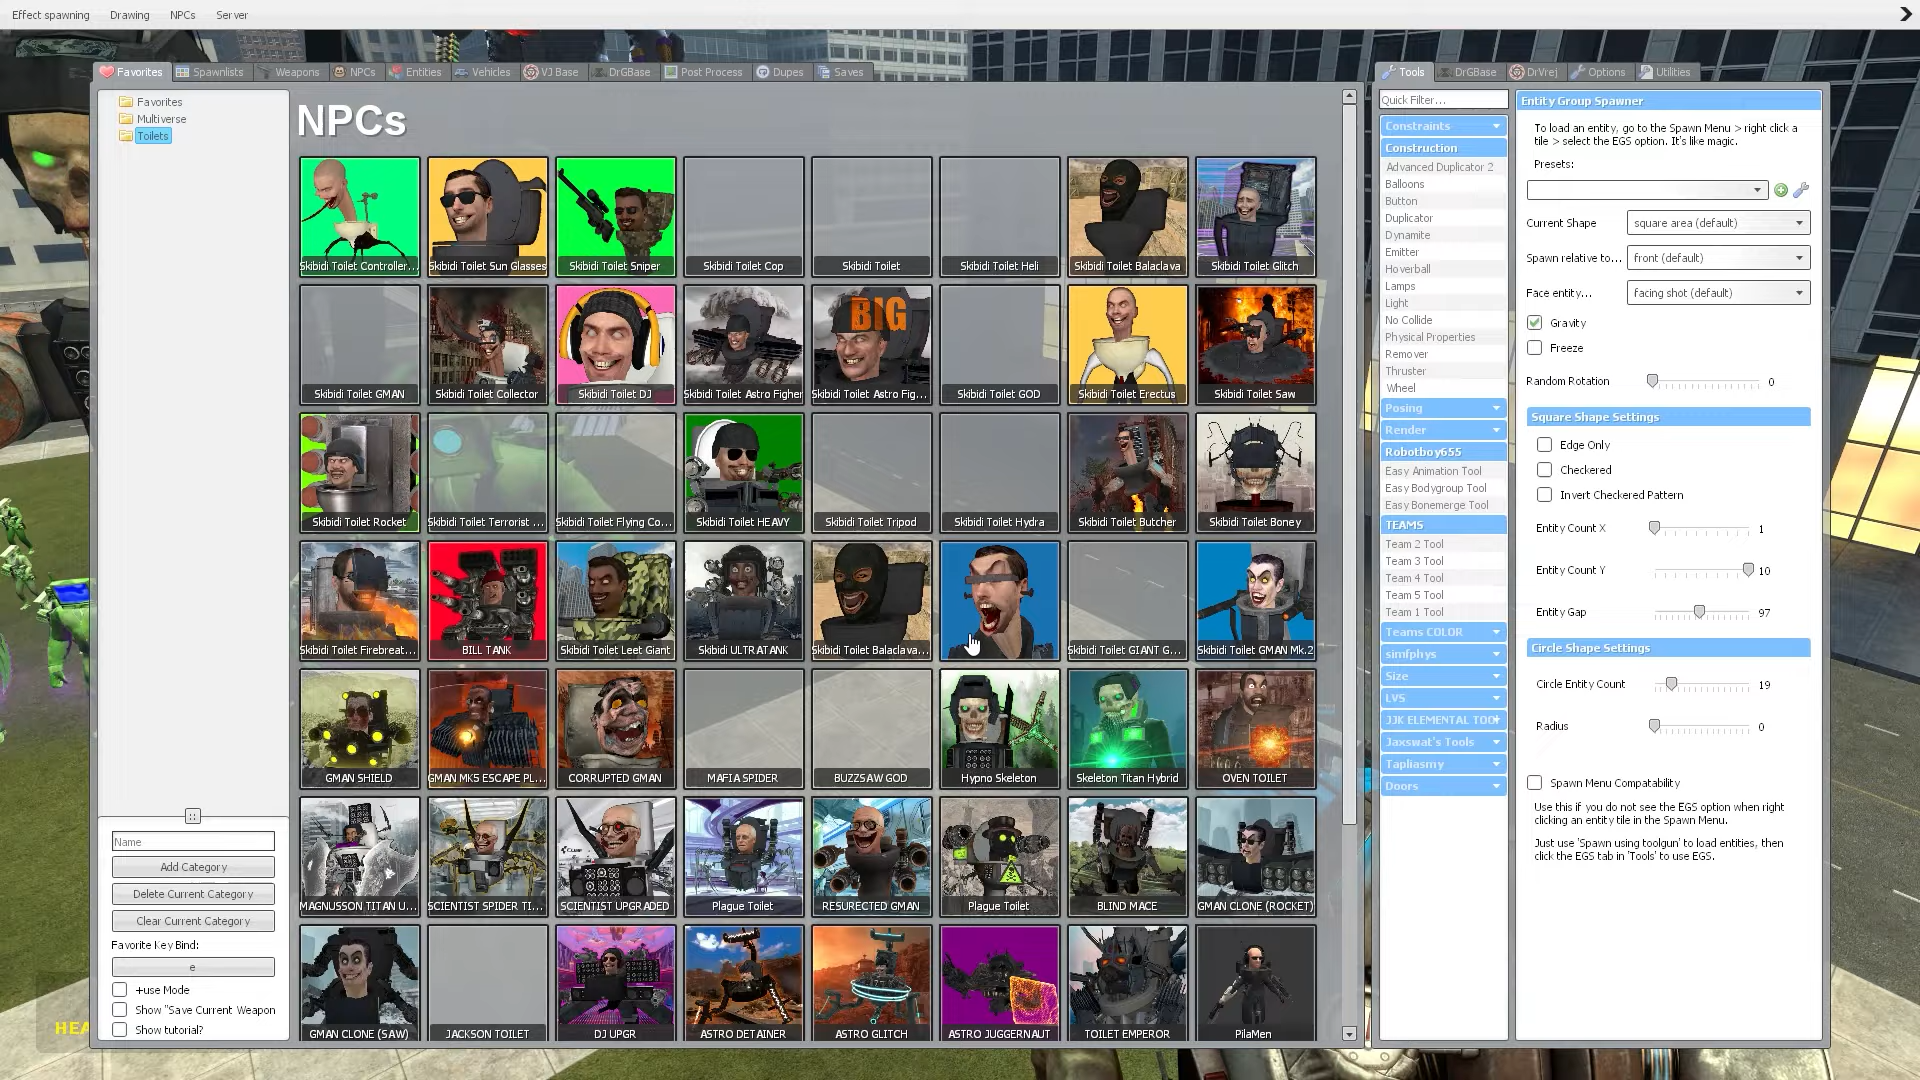 Effect spawning Drawing NPCs Server
Favorites Spawnlists Weapons NPCs Entities Vehicles VJ Base DrGBase Post Process Dupes Saves
Favorites
Multiverse
Toilets
NPCs
Skibidi Toilet Controller... Skibidi Toilet Sun Glasses Skibidi Toilet Sniper Skibidi Toilet Cop Skibidi Toilet Skibidi Toilet Heli Skibidi Toilet Balaclava Skibidi Toilet Glitch
BIG
Skibidi Toilet GMAN Skibidi Toilet Collector Skibidi Toilet DJ Skibidi Toilet Astro Figher Skibidi Toilet Astro Fig... Skibidi Toilet GOD Skibidi Toilet Erectus Skibidi Toilet Saw
Skibidi Toilet Rocket Skibidi Toilet Terrorist ... Skibidi Toilet Flying Co... Skibidi Toilet HEAVY Skibidi Toilet Tripod Skibidi Toilet Hydra Skibidi Toilet Butcher Skibidi Toilet Boney
Skibidi Toilet Firebreat... BILL TANK Skibidi Toilet Leet Giant Skibidi ULTRATANK Skibidi Toilet Balaclava... Skibidi Toilet GIANT G... Skibidi Toilet GMAN Mk.2
GMAN SHIELD GMAN MK5 ESCAPE PL... CORRUPTED GMAN MAFIA SPIDER BUZZSAW GOD Hypno Skeleton Skeleton Titan Hybrid OVEN TOILET
MAGNUSSON TITAN U... SCIENTIST SPIDER TI... SCIENTIST UPGRADED Plague Toilet RESURECTED GMAN Plague Toilet BLIND MACE GMAN CLONE (ROCKET)
GMAN CLONE (SAW) JACKSON TOILET DJ UPGR ASTRO DETAINER ASTRO GLITCH ASTRO JUGGERNAUT TOILET EMPEROR PilaMen
Name
Add Category
Delete Current Category
Clear Current Category
Favorite Key Bind:
e
+use Mode
Show "Save Current Weapon
Show tutorial?
HEA
Tools DrGBase DrVrej Options Utilities
Quick Filter...
Constraints
Construction
Advanced Duplicator 2
Balloons
Button
Duplicator
Dynamite
Emitter
Hoverball
Lamps
Light
No Collide
Physical Properties
Remover
Thruster
Wheel
Posing
Render
Robotboy655
Easy Animation Tool
Easy Bodygroup Tool
Easy Bonemerge Tool
TEAMS
Team 2 Tool
Team 3 Tool
Team 4 Tool
Team 5 Tool
Team 1 Tool
Teams COLOR
simfphys
Size
LVS
JJK ELEMENTAL TOO
Jaxswat's Tools
Tapliasmy
Doors
Entity Group Spawner
To load an entity, go to the Spawn Menu > right click a
tile > select the EGS option. It's like magic.
Presets:
Current Shape square area (default)
Spawn relative to... front (default)
Face entity... facing shot (default)
Gravity
Freeze
Random Rotation 0
Square Shape Settings
Edge Only
Checkered
Invert Checkered Pattern
Entity Count X 1
Entity Count Y 10
Entity Gap 97
Circle Shape Settings
Circle Entity Count 19
Radius 0
Spawn Menu Compatability
Use this if you do not see the EGS option when right
clicking an entity tile in the Spawn Menu.
Just use 'Spawn using toolgun' to load entities, then
click the EGS tab in 'Tools' to use EGS.